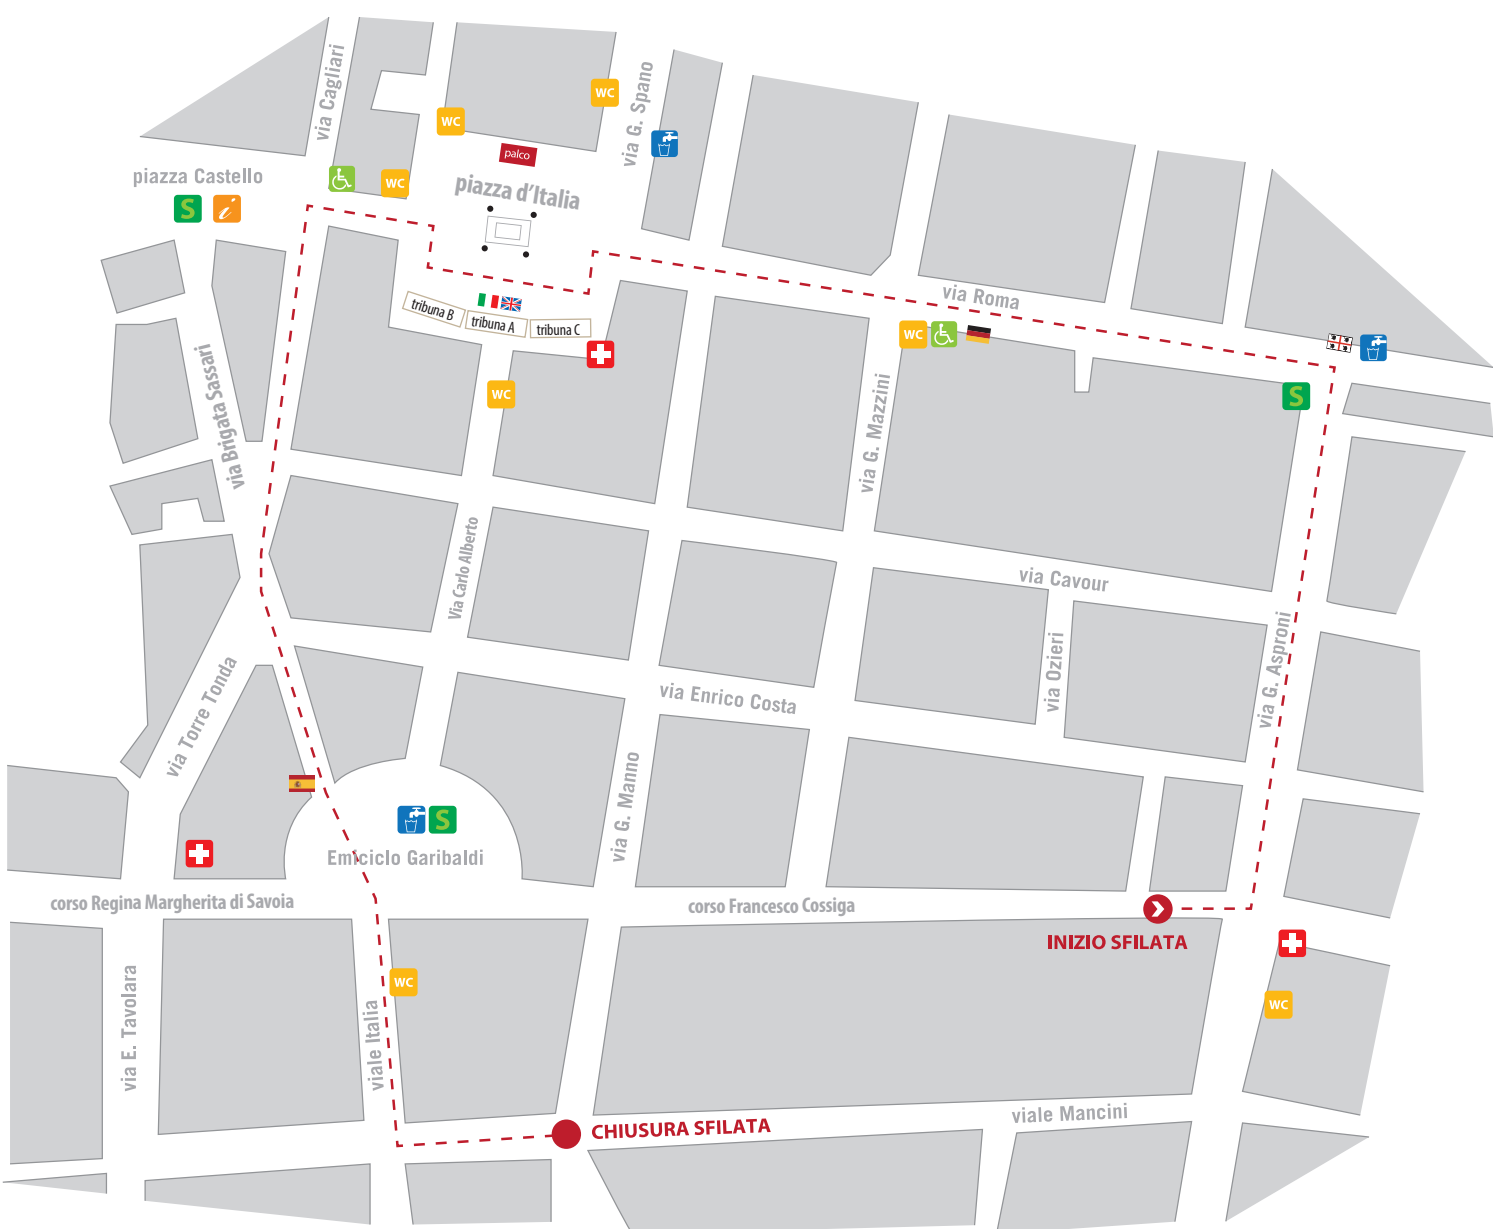 via Cagliari
via G. Spano
WC
WC
palco
piazza Castello
WC
piazza d'Italia
S
i
via Roma
tribuna B
tribuna A
tribuna C
WC
via Brigata Sassari
WC
via G. Mazzini
S
Via Carlo Alberto
via Cavour
via Ozieri
via G. Asproni
via Torre Tonda
via Enrico Costa
via G. Manno
S
Emiciclo Garibaldi
corso Regina Margherita di Savoia
corso Francesco Cossiga
INIZIO SFILATA
WC
WC
via E. Tavolara
viale Italia
viale Mancini
CHIUSURA SFILATA